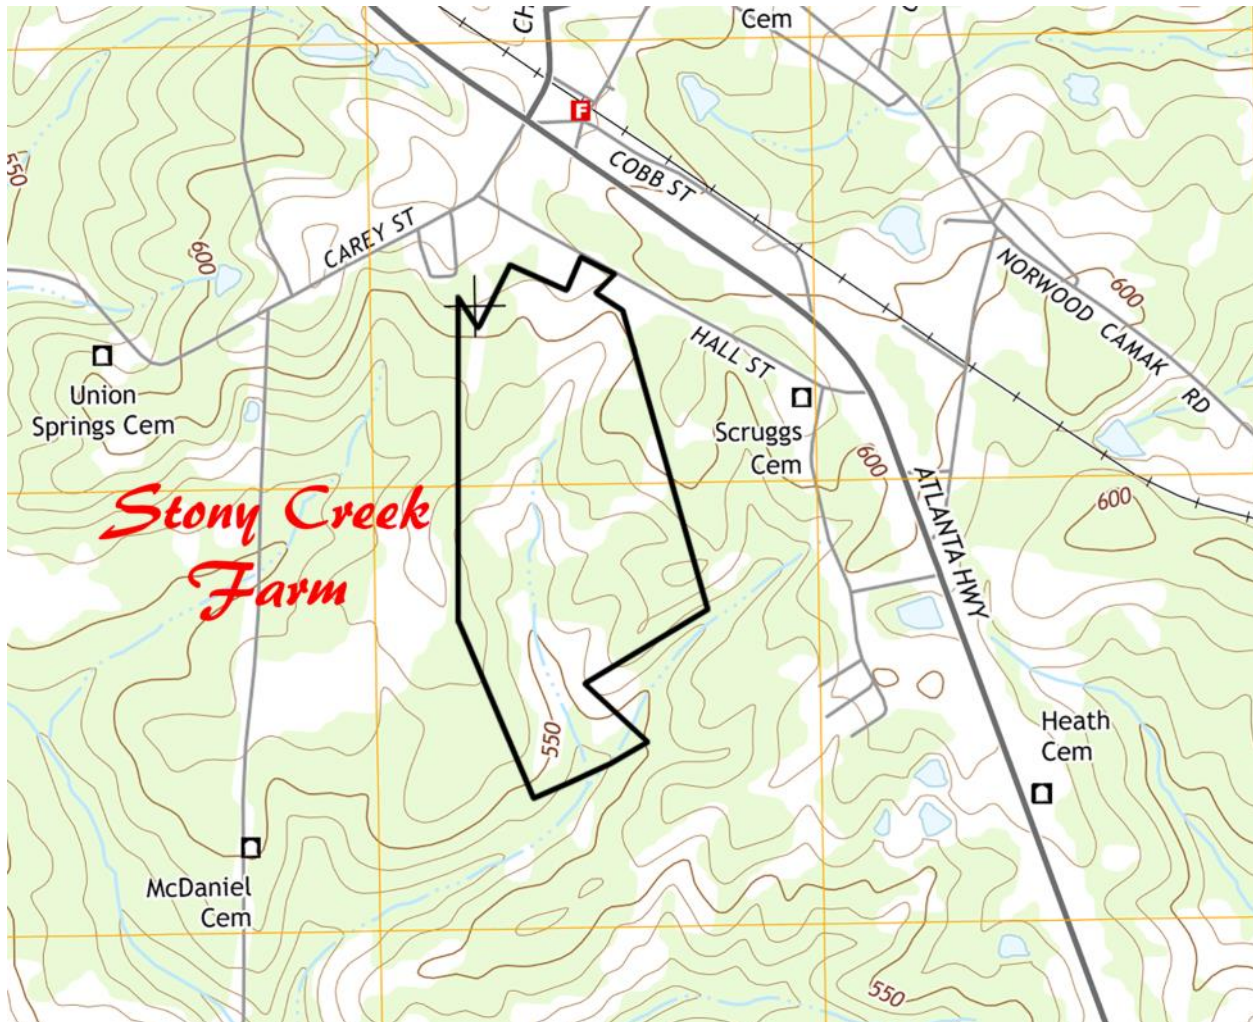 CH
Cem
F
COBB ST
550
600
CAREY ST
NORWOOD CAMAK RD
600
HALL ST
Union
Springs Cem
Scruggs
Cem
600
ATLANTA HWY
600
Stony Creek
Farm
550
Heath
Cem
McDaniel
Cem
550